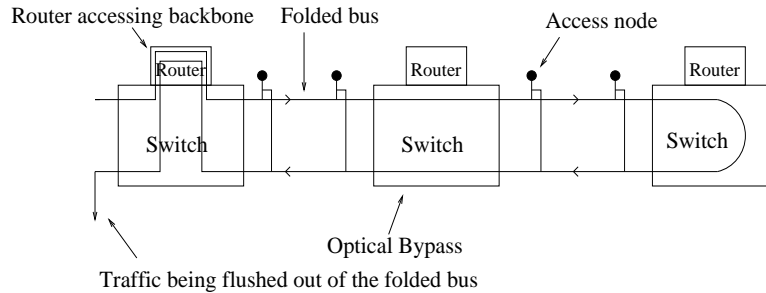 Router accessing backbone
Folded bus
Access node
Router
Router
Router
Switch
Switch
Switch
Optical Bypass
Traffic being flushed out of the folded bus